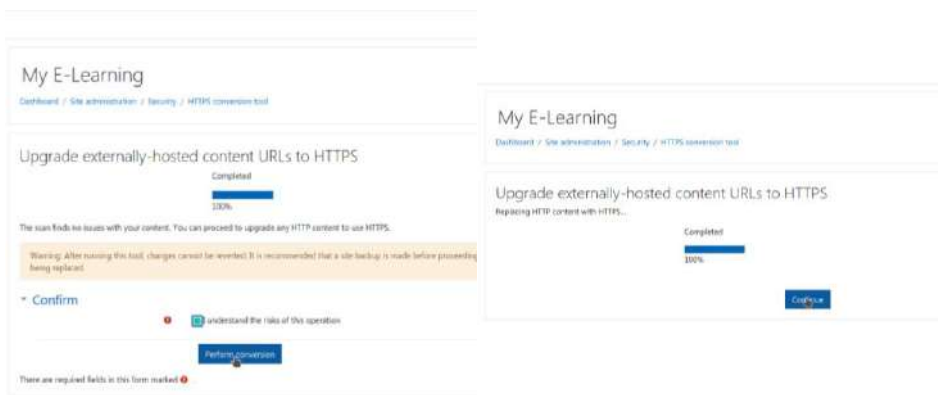 My E-Learning
Dashboard / Site administration / Security / HTTPS conversion tool
Upgrade externally-hosted content URLs to HTTPS
Completed
100%
The scan finds no issues with your content. You can proceed to upgrade any HTTP content to use HTTPS.
Warning: After running this tool, changes cannot be reverted. It is recommended that a site backup is made before proceeding
being replaced.
Confirm
I understand the risks of this operation
Perform conversion
There are required fields in this form marked
My E-Learning
Dashboard / Site administration / Security / HTTPS conversion tool
Upgrade externally-hosted content URLs to HTTPS
Replacing HTTP content with HTTPS...
Completed
100%
Continue